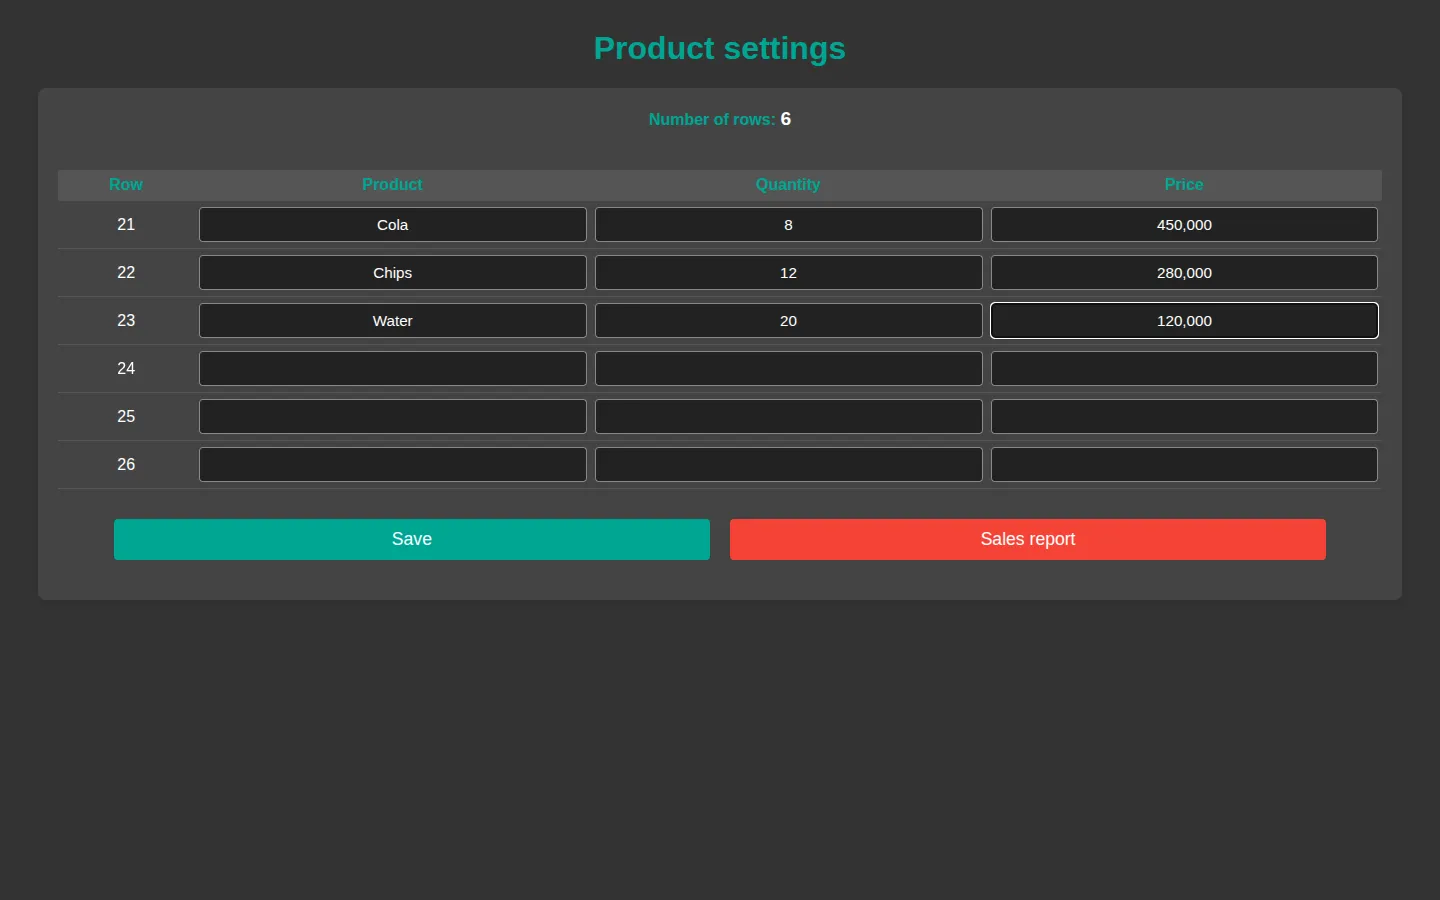 Product settings
Number of rows: 6
Row Product Quantity Price
21 Cola 8 450,000
22 Chips 12 280,000
23 Water 20 120,000
24
25
26
Save Sales report